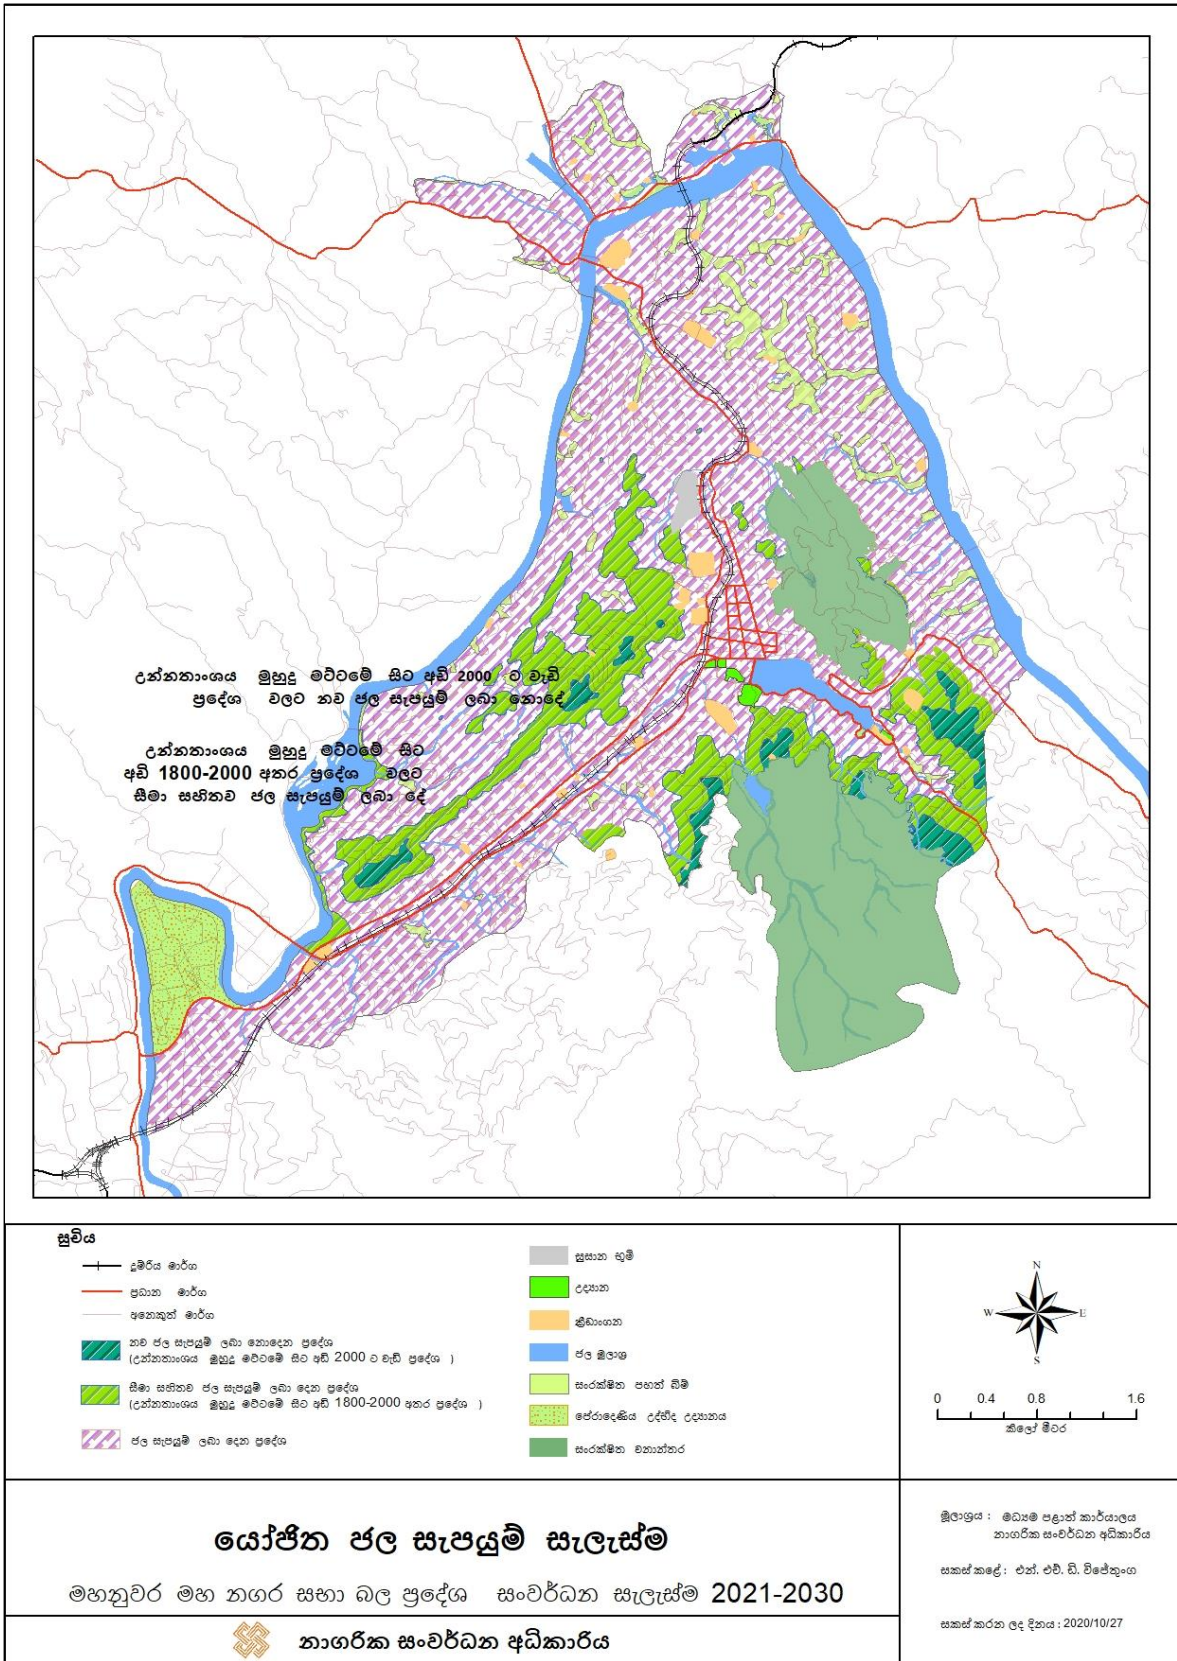 උන්නතාංශය මුහුදු මට්ටමේ සිට අඩි 2000 ට වැඩි
ප්‍රදේශ වලට නව ජල සැපයුම් ලබා නොදේ
උන්නතාංශය මුහුදු මට්ටමේ සිට
අඩි 1800-2000 අතර ප්‍රදේශ වලට
සීමා සහිතව ජල සැපයුම් ලබා දේ
සුචිය
දුම්රිය මාර්ග
ප්‍රධාන මාර්ග
අනෙකුත් මාර්ග
නව ජල සැපයුම් ලබා නොදෙන ප්‍රදේශ
(උන්නතාංශය මුහුදු මට්ටමේ සිට අඩි 2000 ට වැඩි ප්‍රදේශ )
සීමා සහිතව ජල සැපයුම් ලබා දෙන ප්‍රදේශ
(උන්නතාංශය මුහුදු මට්ටමේ සිට අඩි 1800-2000 අතර ප්‍රදේශ )
ජල සැපයුම් ලබා දෙන ප්‍රදේශ
සුසාන භූමි
උද්‍යාන
ක්‍රීඩාංගන
ජල මූලාශ්‍ර
සංරක්ෂිත පහත් බිම්
පේරාදෙණිය උද්භිද උද්‍යානය
සංරක්ෂිත වනාන්තර
N
W E
S
0 0.4 0.8 1.6
කිලෝ මීටර
යෝජිත ජල සැපයුම් සැලැස්ම
මහනුවර මහ නගර සභා බල ප්‍රදේශ සංවර්ධන සැලැස්ම 2021-2030
නාගරික සංවර්ධන අධිකාරිය
මූලාශ්‍රය : මධ්‍යම පළාත් කාර්යාලය
නාගරික සංවර්ධන අධිකාරිය
සකස් කළේ : එන්. එච්. ඩී. විජේතුංග
සකස් කරන ලද දිනය : 2020/10/27